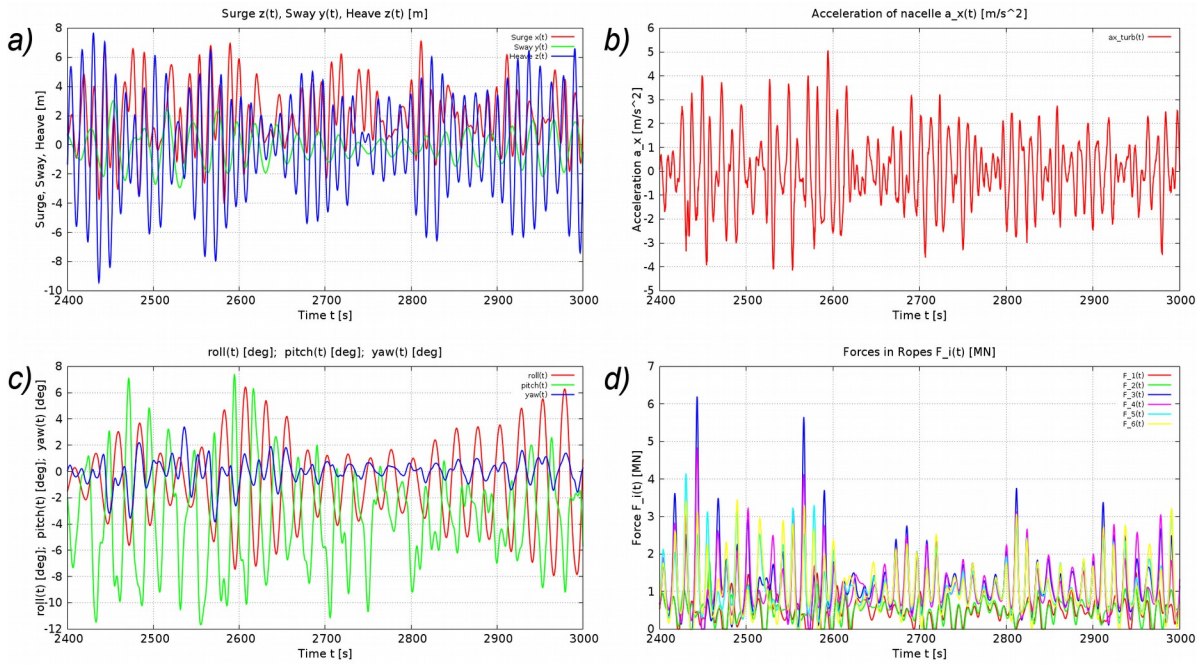 a)
Surge z(t), Sway y(t), Heave z(t) [m]
Surge x(t)
Sway y(t)
Heave z(t)
Surge, Sway, Heave [m]
8
6
4
2
0
-2
-4
-6
-8
-10
2400 2500 2600 2700 2800 2900 3000
Time t [s]
b)
Acceleration of nacelle a_x(t) [m/s^2]
ax_turb(t)
Acceleration a_x [m/s^2]
6
5
4
3
2
1
0
-1
-2
-3
-4
-5
2400 2500 2600 2700 2800 2900 3000
Time t [s]
c)
roll(t) [deg]; pitch(t) [deg]; yaw(t) [deg]
roll(t)
pitch(t)
yaw(t)
roll(t) [deg]; pitch(t) [deg]; yaw(t) [deg]
8
6
4
2
0
-2
-4
-6
-8
-10
-12
2400 2500 2600 2700 2800 2900 3000
Time t [s]
d)
Forces in Ropes F_i(t) [MN]
F_1(t)
F_2(t)
F_3(t)
F_4(t)
F_5(t)
F_6(t)
Force F_i(t) [MN]
7
6
5
4
3
2
1
0
2400 2500 2600 2700 2800 2900 3000
Time t [s]